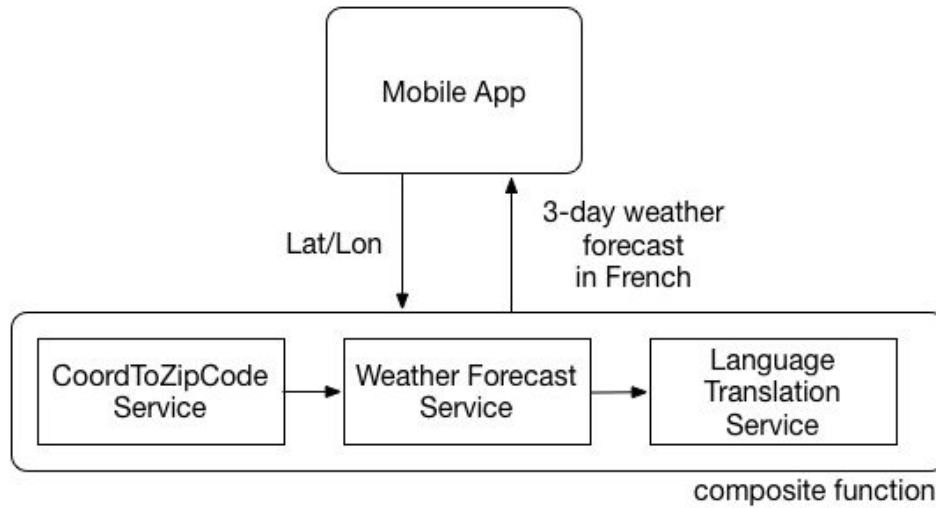 Mobile App
Lat/Lon
3-day weather
forecast
in French
CoordToZipCode
Service
Weather Forecast
Service
Language
Translation
Service
composite function